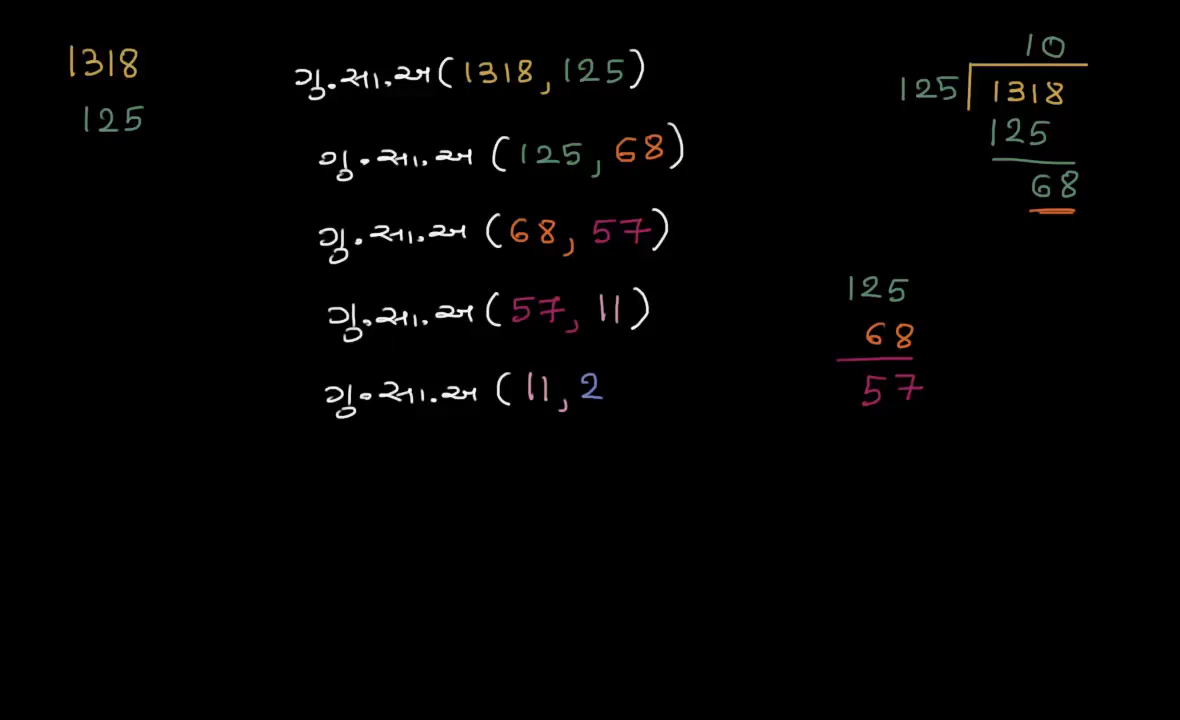 1318
125
ગુ.સા.અ(1318, 125)
ગુ.સા.અ (125, 68)
ગુ.સા.અ (68, 57)
ગુ.સા.અ (57, 11)
ગુ.સા.અ (11, 2
10
125 1318
125
68
125
68
57